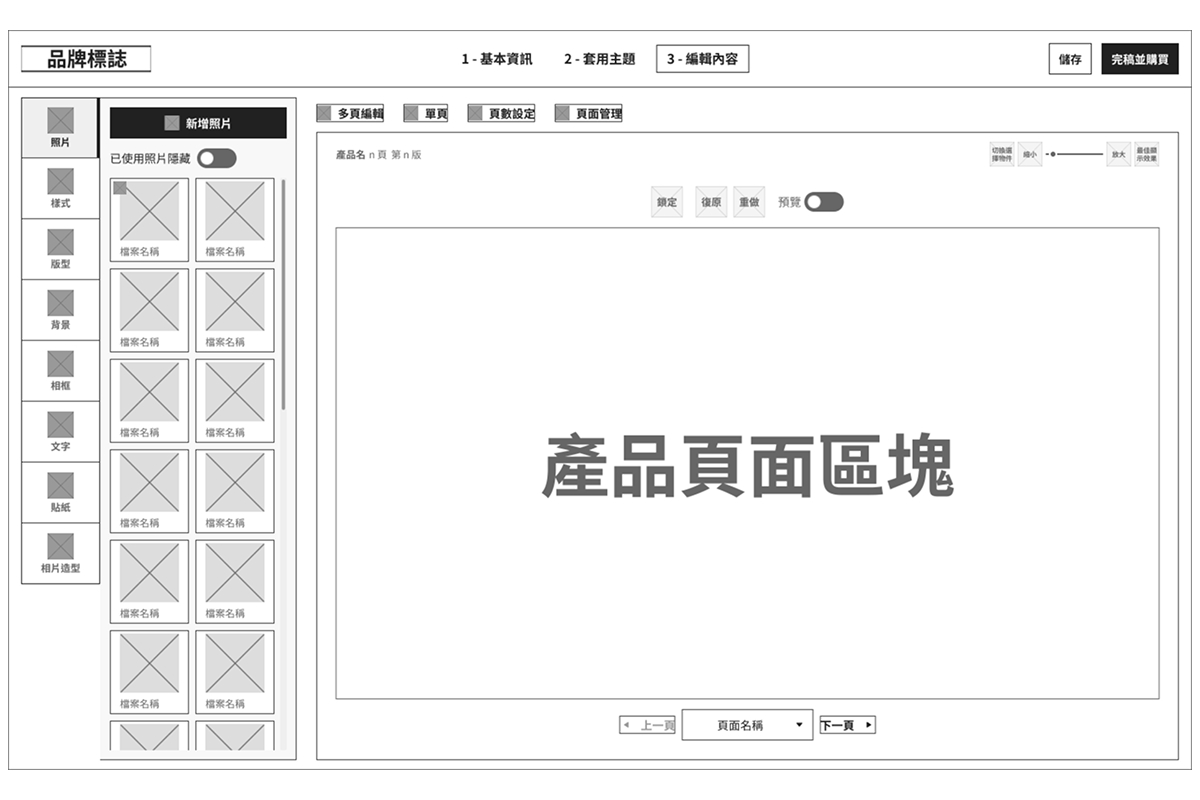 品牌標誌
1 - 基本資訊
2 - 套用主題
3 - 編輯內容
儲存
完稿並購買
照片
樣式
版型
背景
相框
文字
貼紙
相片造型
新增照片
已使用照片隱藏
檔案名稱
檔案名稱
檔案名稱
檔案名稱
檔案名稱
檔案名稱
檔案名稱
檔案名稱
檔案名稱
檔案名稱
檔案名稱
檔案名稱
多頁編輯
單頁
頁數設定
頁面管理
產品名 n 頁 第 n 版
切換選
擇物件
縮小
放大
最佳顯
示效果
鎖定
復原
重做
預覽
產品頁面區塊
上一頁
頁面名稱
下一頁